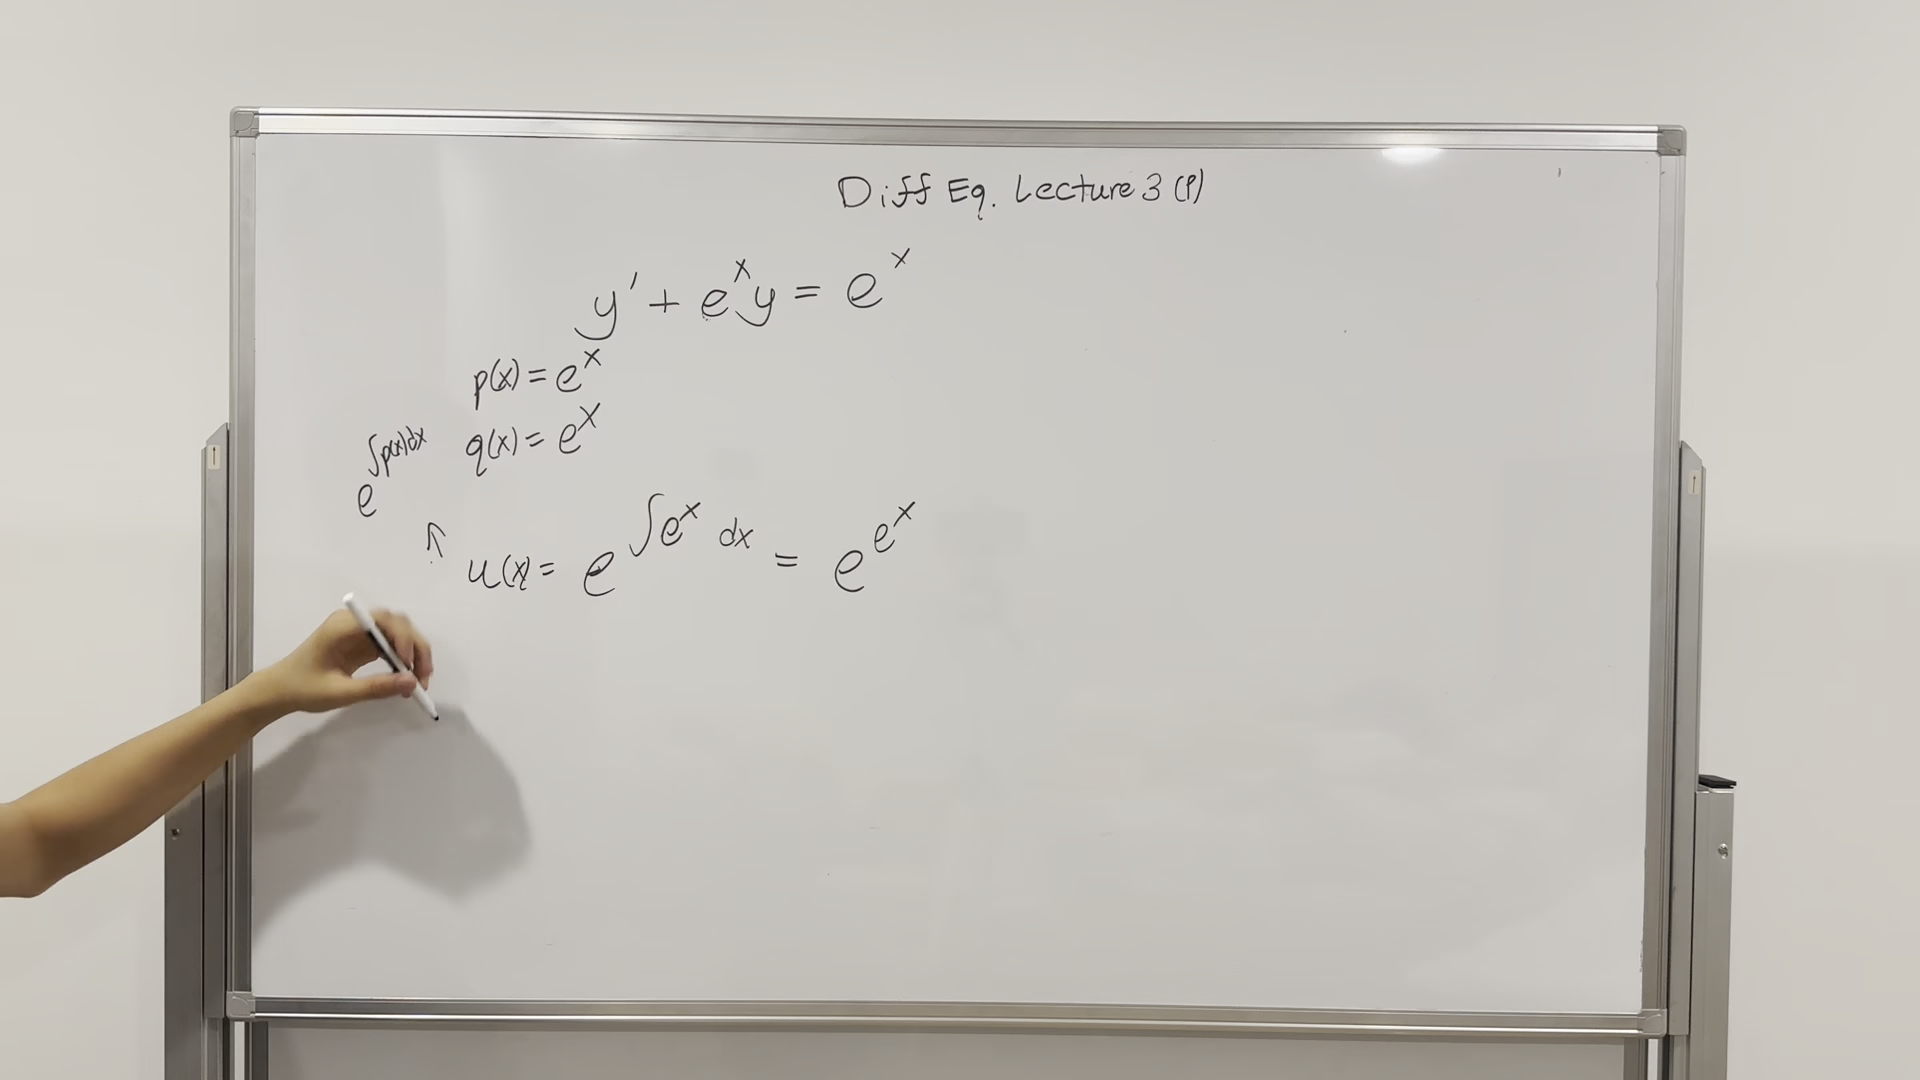 Diff Eq. Lecture 3 (P)
y' + e^x y = e^x
p(x) = e^x
q(x) = e^x
e^∫p(x)dx
↑
u(x) = e^∫e^x dx = e^e^x